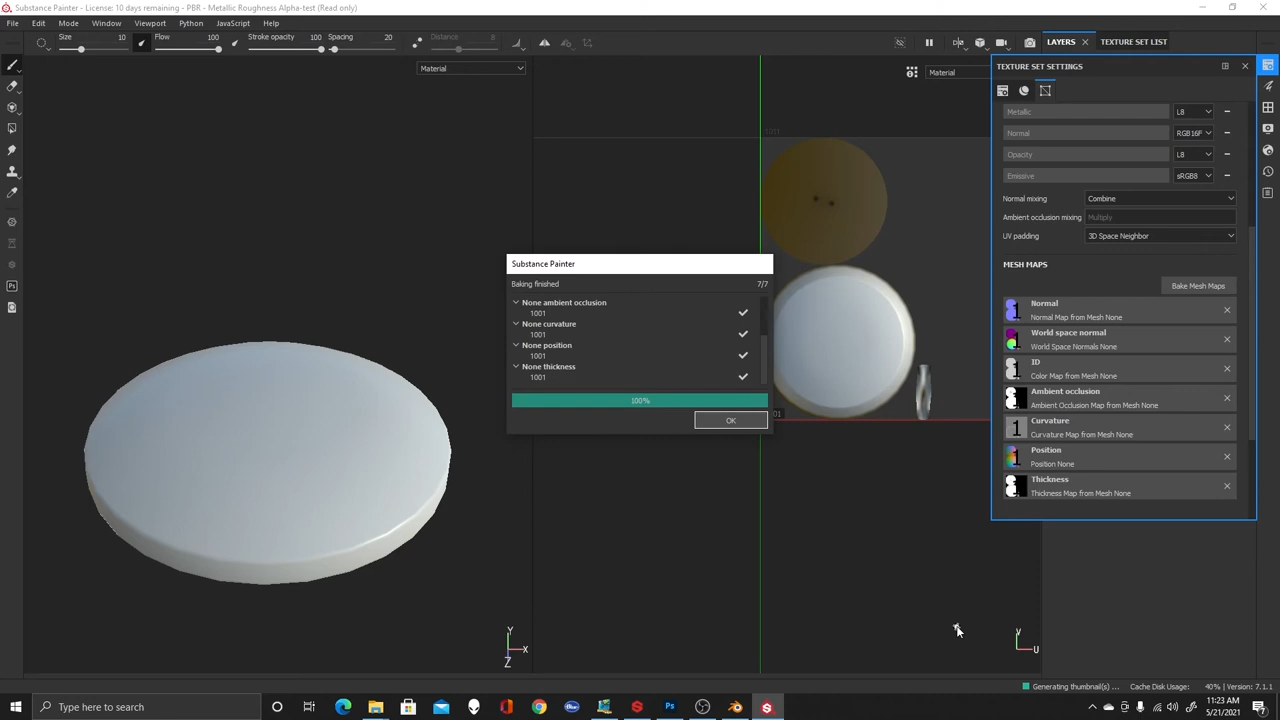 Substance Painter - License: 10 days remaining - PBR - Metallic Roughness Alpha-test (Read only)
File Edit Mode Window Viewport Python JavaScript Help
Size 10 Flow 100 Stroke opacity 100 Spacing 20 Distance 8
LAYERS TEXTURE SET LIST
Material
Material
TEXTURE SET SETTINGS
Metallic L8
Normal RGB16F
Opacity L8
Emissive sRGB8
Normal mixing Combine
Ambient occlusion mixing Multiply
UV padding 3D Space Neighbor
MESH MAPS
Bake Mesh Maps
Normal
Normal Map from Mesh None
World space normal
World Space Normals None
ID
Color Map from Mesh None
Ambient occlusion
Ambient Occlusion Map from Mesh None
Curvature
Curvature Map from Mesh None
Position
Position None
Thickness
Thickness Map from Mesh None
1011
Substance Painter
Baking finished 7/7
None ambient occlusion
1001
None curvature
1001
None position
1001
None thickness
1001
100%
OK
01
Y
X
Z
V
U
Generating thumbnail(s) ... Cache Disk Usage: 40% | Version: 7.1.1
Type here to search
11:23 AM
5/21/2021